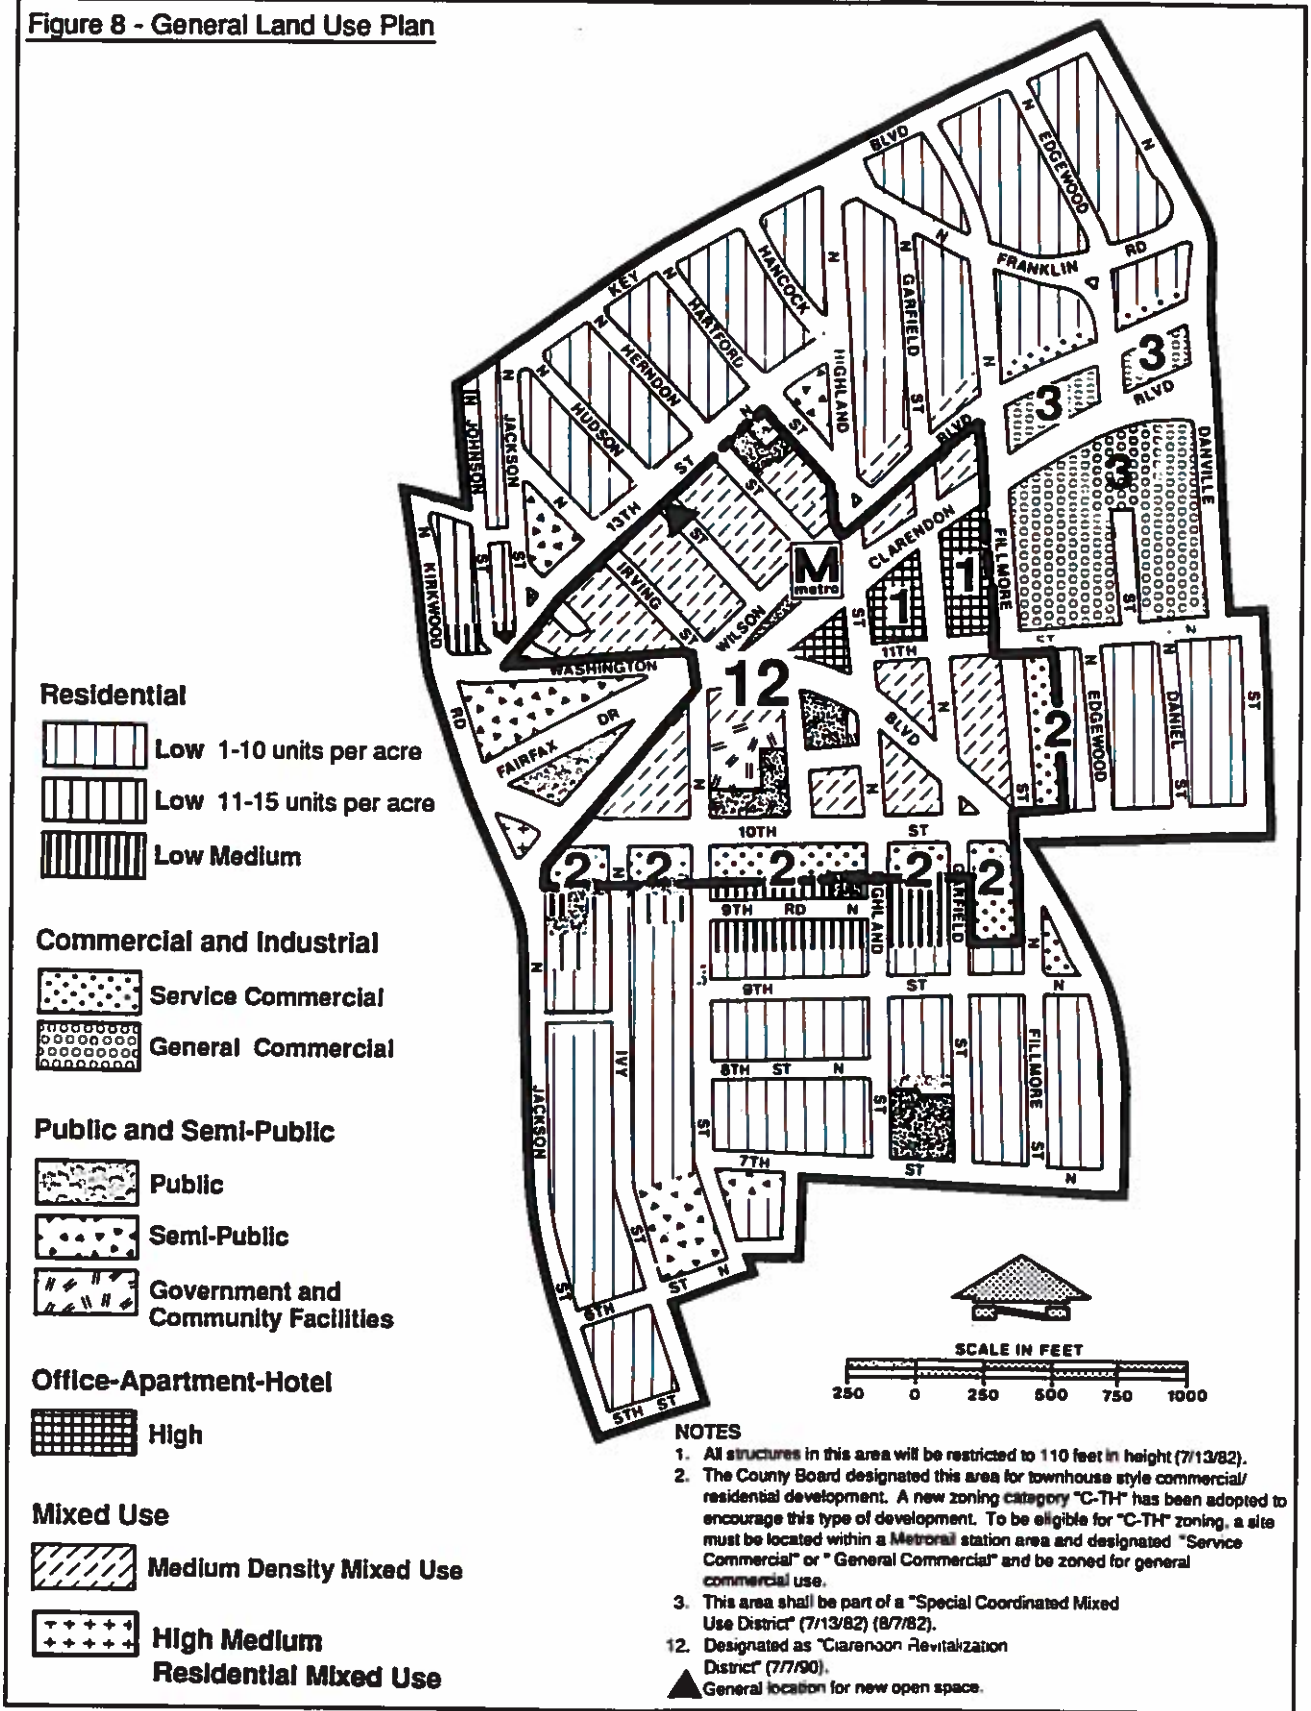 Figure 8 - General Land Use Plan
BLVD
N
EDGEWOOD
N
N
FRANKLIN
RD
HANCOCK
N
N
GARFIELD
ST
KEY
N
HARTFORD
N
HERNDON
HIGHLAND
N
3
3
BLVD
N
N
N
HUDSON
N
ST
BLVD
N
JOHNSON
JACKSON
ST
3
DANVILLE
N
13TH
ST
ST
N
KIRKWOOD
ST
ST
IRVING
ST
M
metro
CLARENDON
1
1
FILLMORE
ST
WILSON
ST
11TH
ST
N
WASHINGTON
12
N
EDGEWOOD
N
DANIEL
ST
RD
FAIRFAX
DR
BLVD
N
2
N
N
ST
ST
10TH
ST
2
N
2
2
2
2
GARFIELD
9TH RD N
HIGHLAND
N
N
9TH
ST
N
IVY
8TH ST N
ST
FILLMORE
JACKSON
ST
ST
ST
7TH
ST
N
ST
ST
N
ST
6TH
5TH ST
Residential
Low 1-10 units per acre
Low 11-15 units per acre
Low Medium
Commercial and Industrial
Service Commercial
General Commercial
Public and Semi-Public
Public
Semi-Public
Government and
Community Facilities
Office-Apartment-Hotel
High
Mixed Use
Medium Density Mixed Use
High Medium
Residential Mixed Use
SCALE IN FEET
250 0 250 500 750 1000
NOTES
1. All structures in this area will be restricted to 110 feet in height (7/13/82).
2. The County Board designated this area for townhouse style commercial/
residential development. A new zoning category "C-TH" has been adopted to
encourage this type of development. To be eligible for "C-TH" zoning, a site
must be located within a Metrorail station area and designated "Service
Commercial" or " General Commercial" and be zoned for general
commercial use.
3. This area shall be part of a "Special Coordinated Mixed
Use District" (7/13/82) (8/7/82).
12. Designated as "Clarendon Revitalization
District" (7/7/90).
General location for new open space.